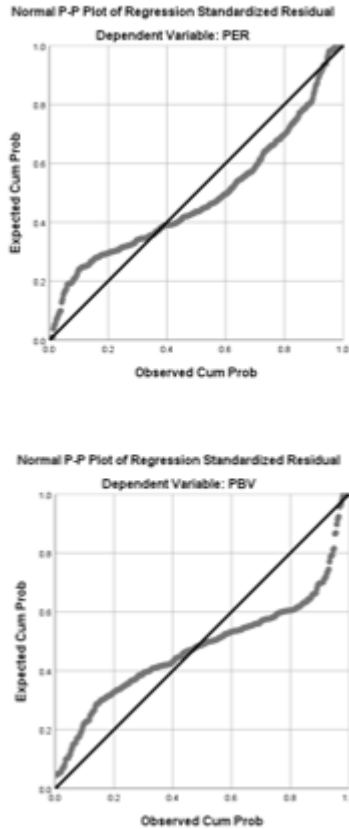 Normal P-P Plot of Regression Standardized Residual
Dependent Variable: PER
Expected Cum Prob
1.0
0.8
0.6
0.4
0.2
0.0
0.0 0.2 0.4 0.6 0.8 1.0
Observed Cum Prob
Normal P-P Plot of Regression Standardized Residual
Dependent Variable: PBV
Expected Cum Prob
1.0
0.8
0.6
0.4
0.2
0.0
0.0 0.2 0.4 0.6 0.8 1.0
Observed Cum Prob